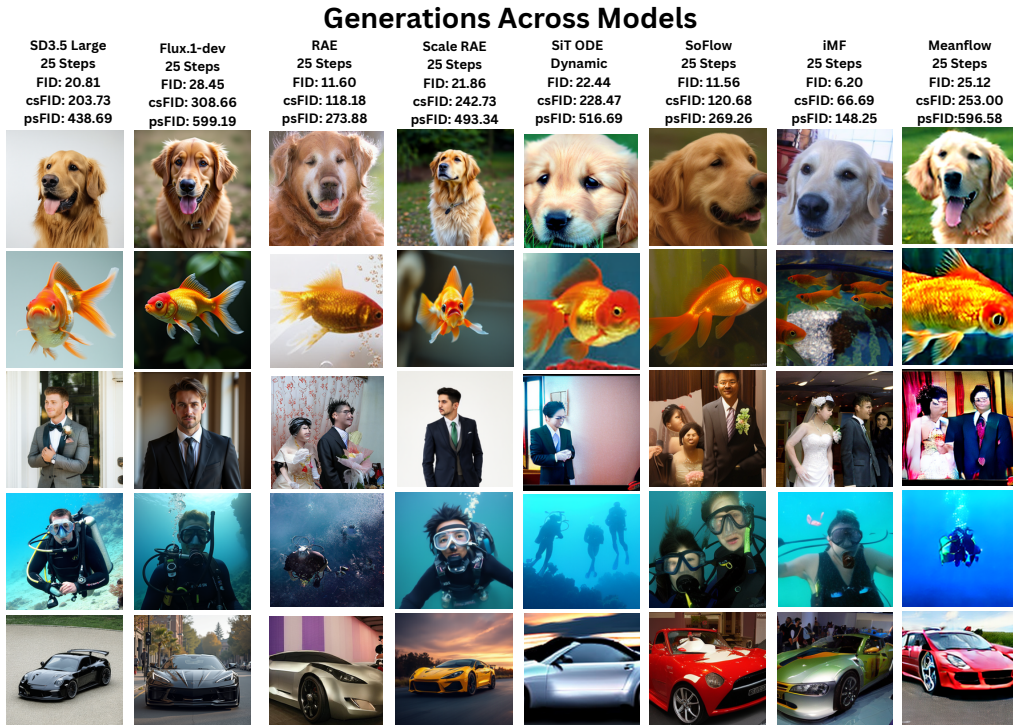 Generations Across Models
SD3.5 Large
25 Steps
FID: 20.81
csFID: 203.73
psFID: 438.69
Flux.1-dev
25 Steps
FID: 28.45
csFID: 308.66
psFID: 599.19
RAE
25 Steps
FID: 11.60
csFID: 118.18
psFID: 273.88
Scale RAE
25 Steps
FID: 21.86
csFID: 242.73
psFID: 493.34
SiT ODE
Dynamic
FID: 22.44
csFID: 228.47
psFID: 516.69
SoFlow
25 Steps
FID: 11.56
csFID: 120.68
psFID: 269.26
iMF
25 Steps
FID: 6.20
csFID: 66.69
psFID: 148.25
Meanflow
25 Steps
FID: 25.12
csFID: 253.00
psFID:596.58